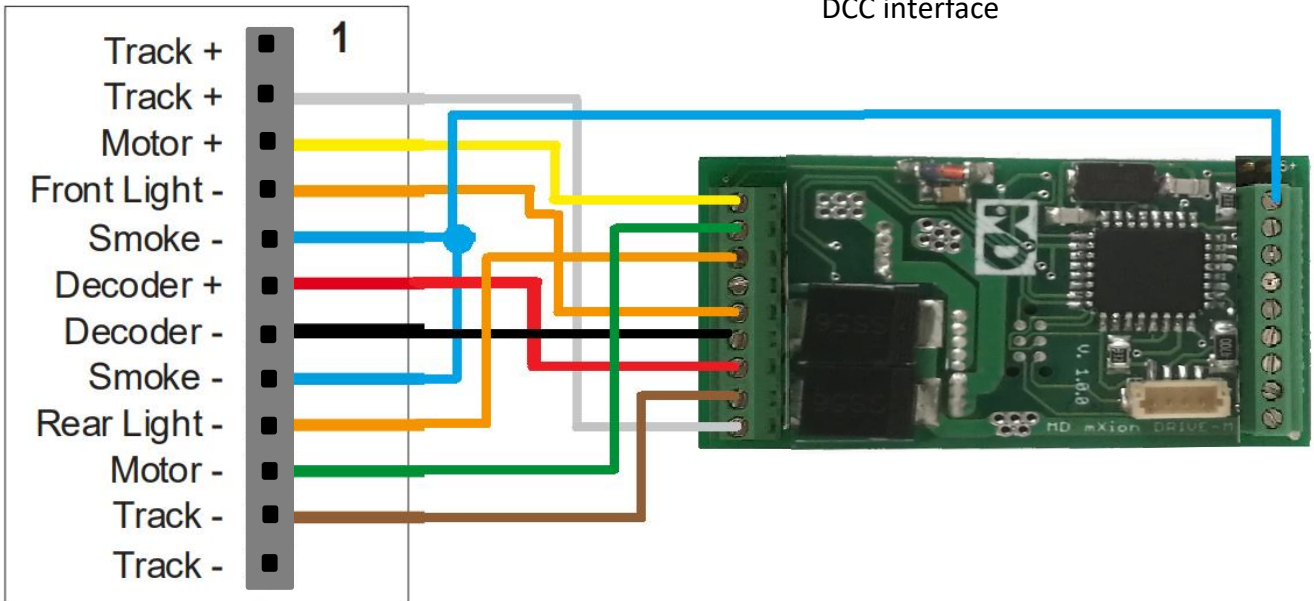 DCC interface
1
Track +
Track +
Motor +
Front Light -
Smoke -
Decoder +
Decoder -
Smoke -
Rear Light -
Motor -
Track -
Track -
V. 1.0.0
MD mXion DRIVE-M